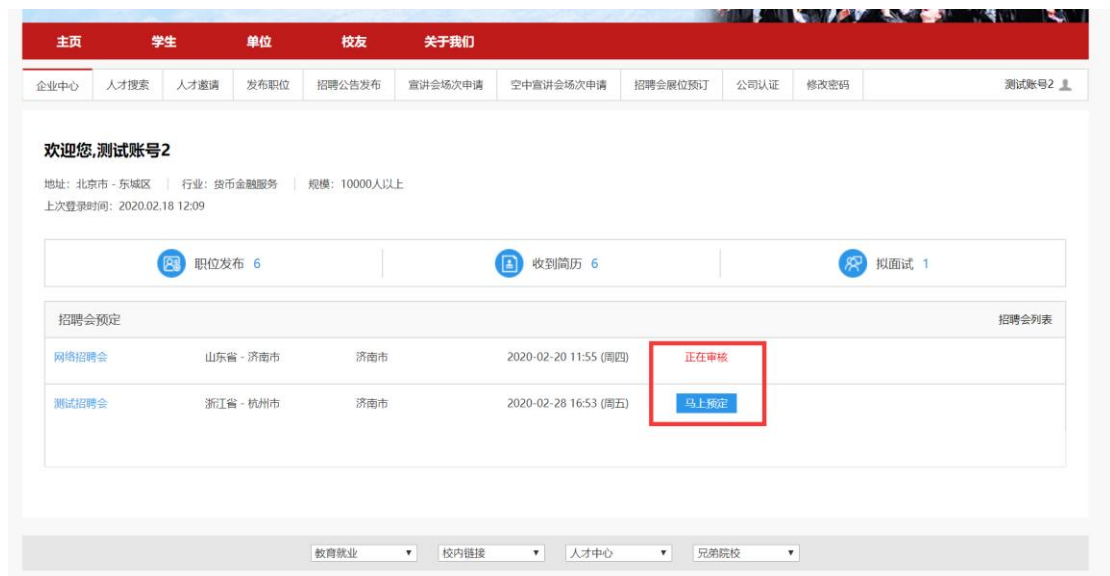 主页 学生 单位 校友 关于我们
企业中心 人才搜索 人才邀请 发布职位 招聘公告发布 宣讲会场次申请 空中宣讲会场次申请 招聘会展位预订 公司认证 修改密码 测试账号2
欢迎您,测试账号2
地址：北京市 - 东城区 | 行业：货币金融服务 | 规模：10000人以上
上次登录时间：2020.02.18 12:09
职位发布 6 收到简历 6 拟面试 1
招聘会预定 招聘会列表
网络招聘会 山东省 - 济南市 济南市 2020-02-20 11:55 (周四) 正在审核
测试招聘会 浙江省 - 杭州市 济南市 2020-02-28 16:53 (周五) 马上预定
教育就业 校内链接 人才中心 兄弟院校